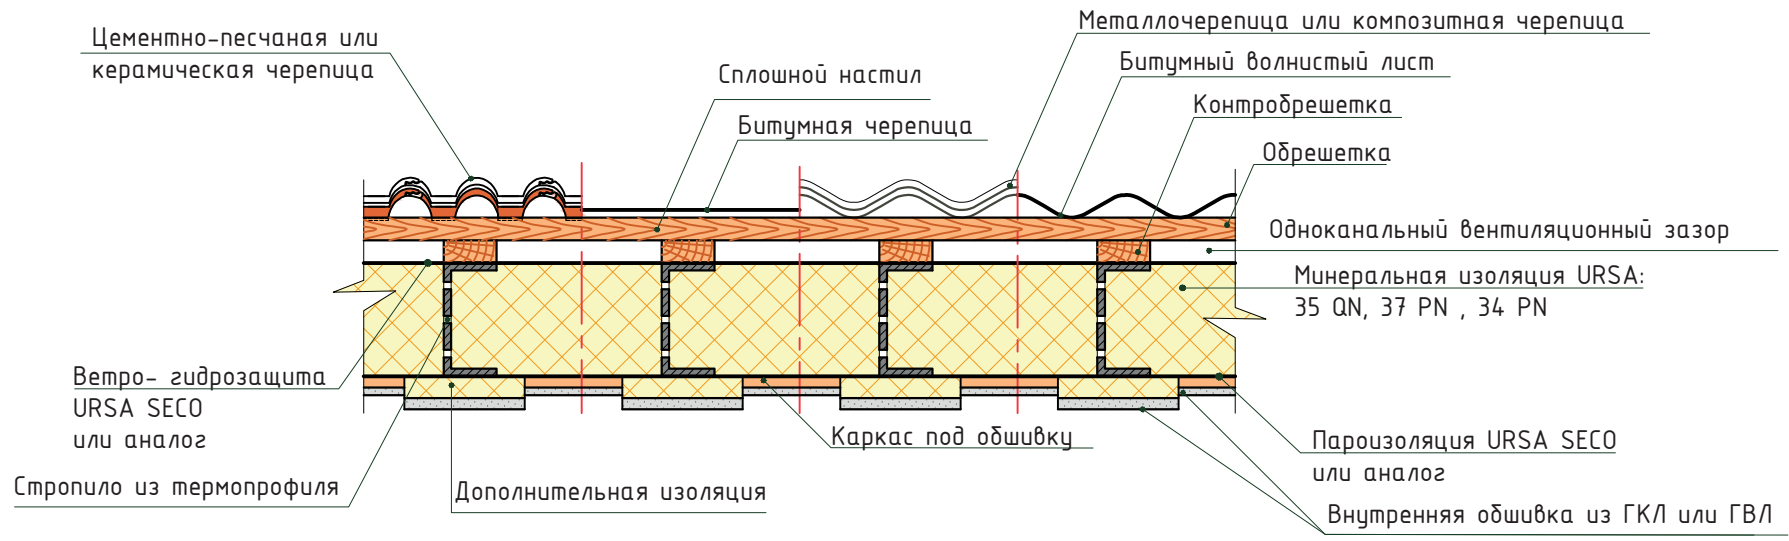 Цементно-песчаная или
керамическая черепица
Сплошной настил
Битумная черепица
Металлочерепица или композитная черепица
Битумный волнистый лист
Контробрешетка
Обрешетка
Одноканальный вентиляционный зазор
Минеральная изоляция URSA:
35 QN, 37 PN , 34 PN
Ветро- гидрозащита
URSA SECO
или аналог
Стропило из термопрофиля
Дополнительная изоляция
Каркас под обшивку
Пароизоляция URSA SECO
или аналог
Внутренняя обшивка из ГКЛ или ГВЛ